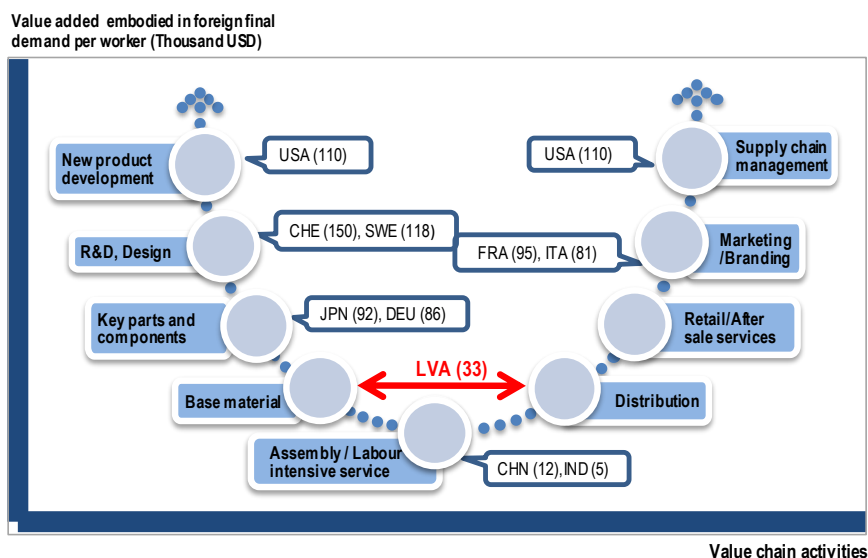 Value added embodied in foreign final
demand per worker (Thousand USD)
New product
development
USA (110)
USA (110)
Supply chain
management
R&D, Design
CHE (150), SWE (118)
FRA (95), ITA (81)
Marketing
/Branding
Key parts and
components
JPN (92), DEU (86)
Retail/After
sale services
Base material
LVA (33)
Distribution
Assembly / Labour
intensive service
CHN (12),IND (5)
Value chain activities